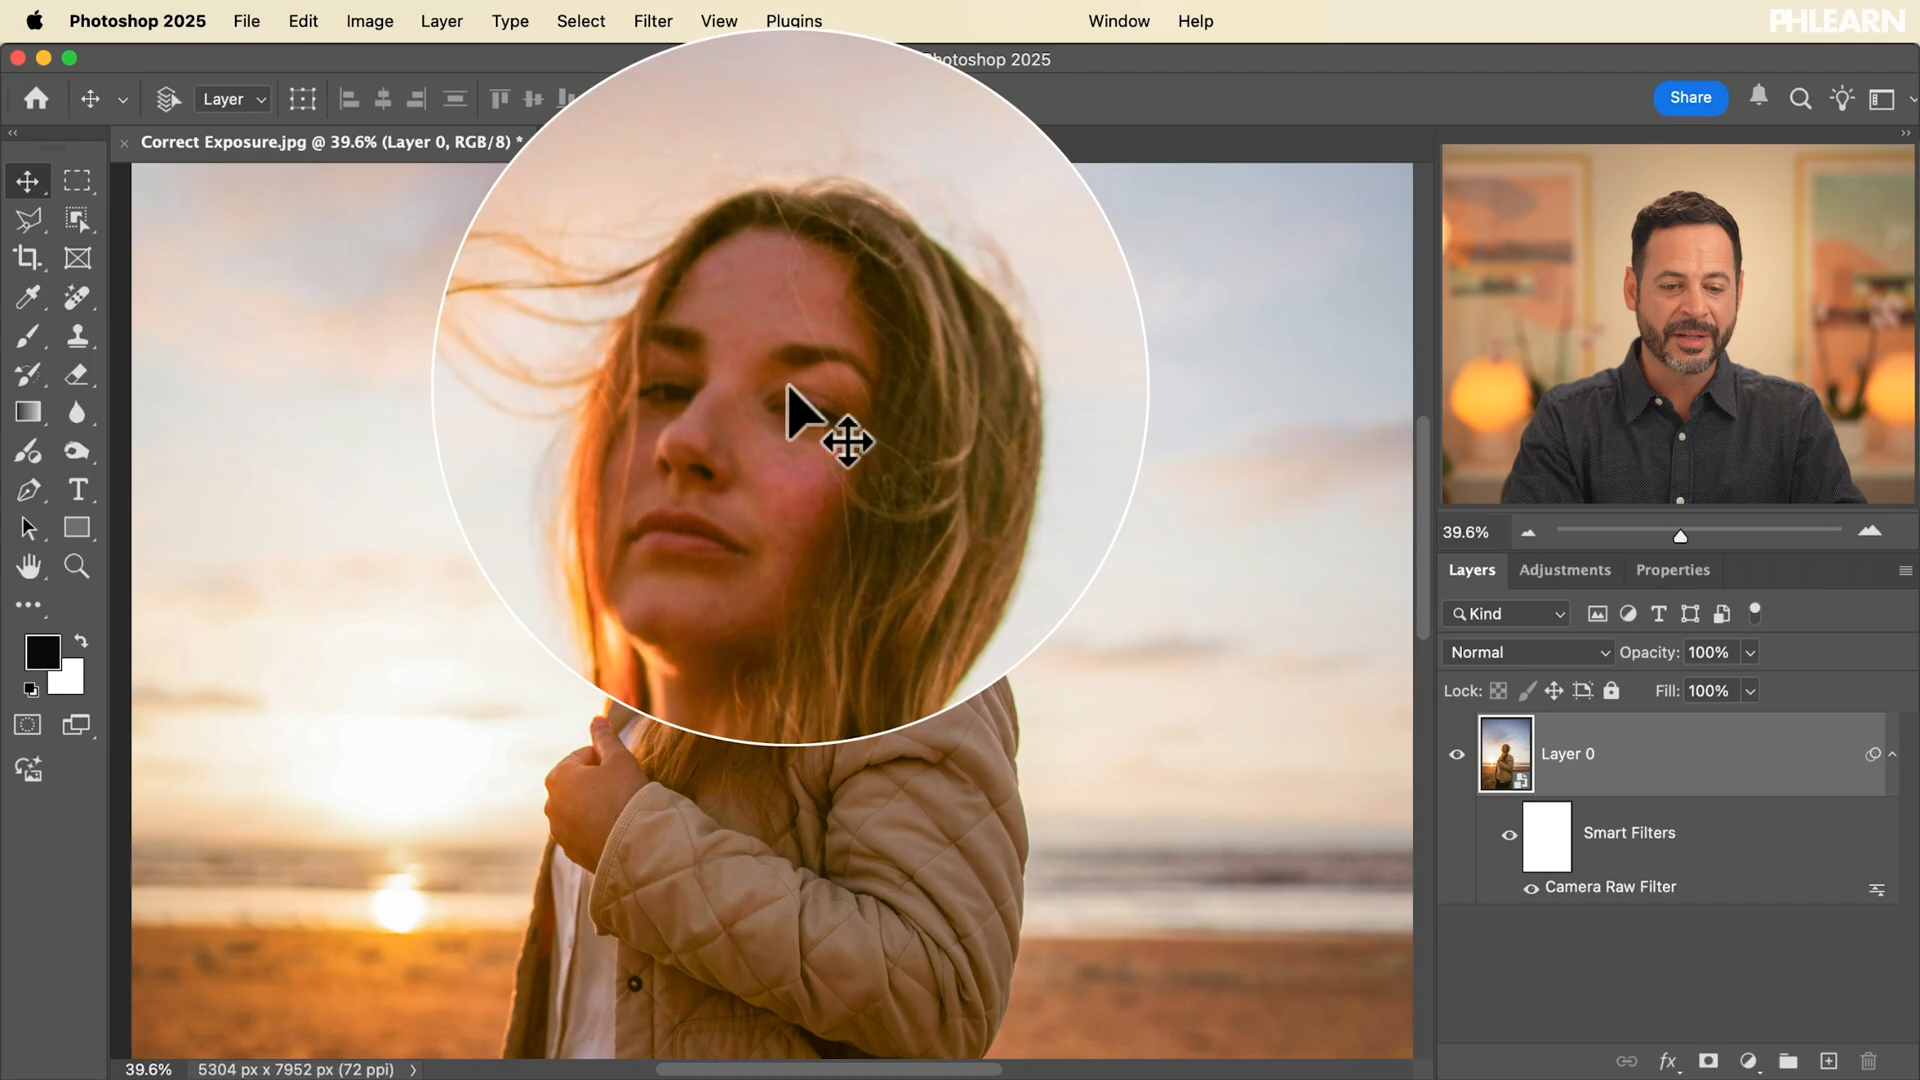 Photoshop 2025 File Edit Image Layer Type Select Filter View Plugins Window Help
PHLEARN
Photoshop 2025
Layer
Share
Correct Exposure.jpg @ 39.6% (Layer 0, RGB/8) *
39.6%
Layers Adjustments Properties
Kind
Normal Opacity: 100%
Lock: Fill: 100%
Layer 0
Smart Filters
Camera Raw Filter
39.6% 5304 px x 7952 px (72 ppi)